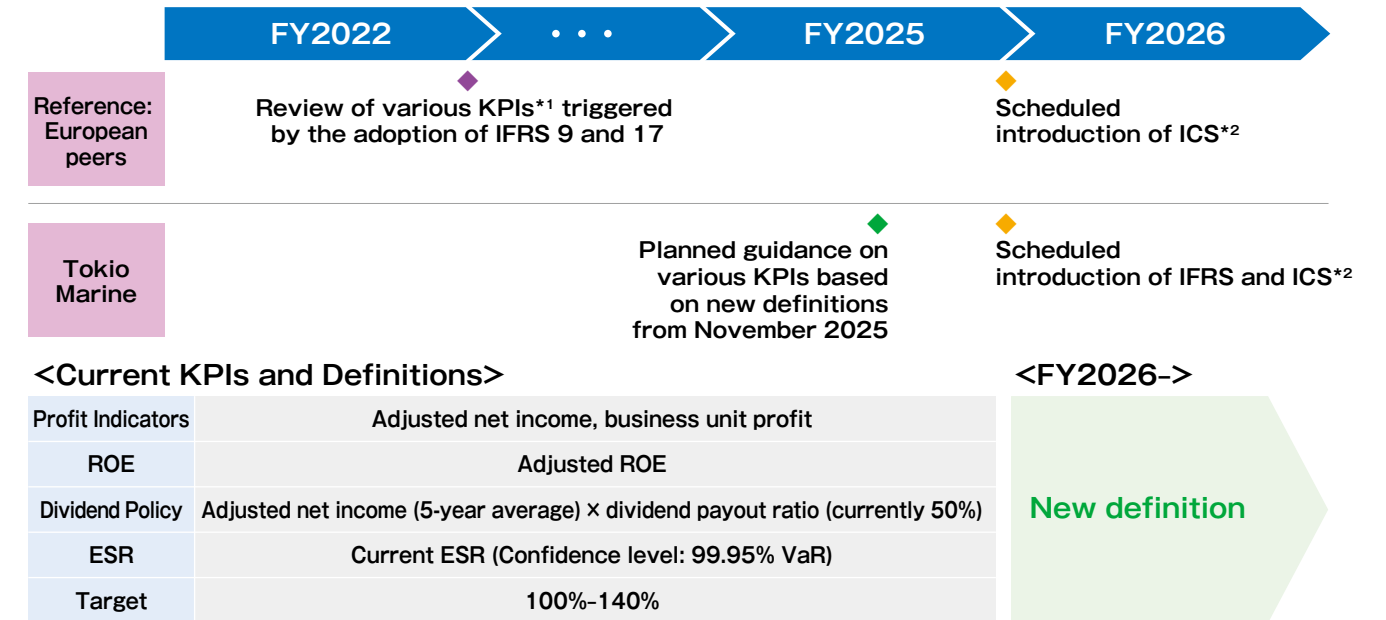 FY2022
• • •
FY2025
FY2026
Reference:
European
peers
Review of various KPIs*1 triggered
by the adoption of IFRS 9 and 17
Scheduled
introduction of ICS*2
Tokio
Marine
Planned guidance on
various KPIs based
on new definitions
from November 2025
Scheduled
introduction of IFRS and ICS*2
<Current KPIs and Definitions>
<FY2026–>
Profit Indicators
Adjusted net income, business unit profit
ROE
Adjusted ROE
Dividend Policy
Adjusted net income (5-year average) × dividend payout ratio (currently 50%)
New definition
ESR
Current ESR (Confidence level: 99.95% VaR)
Target
100%–140%